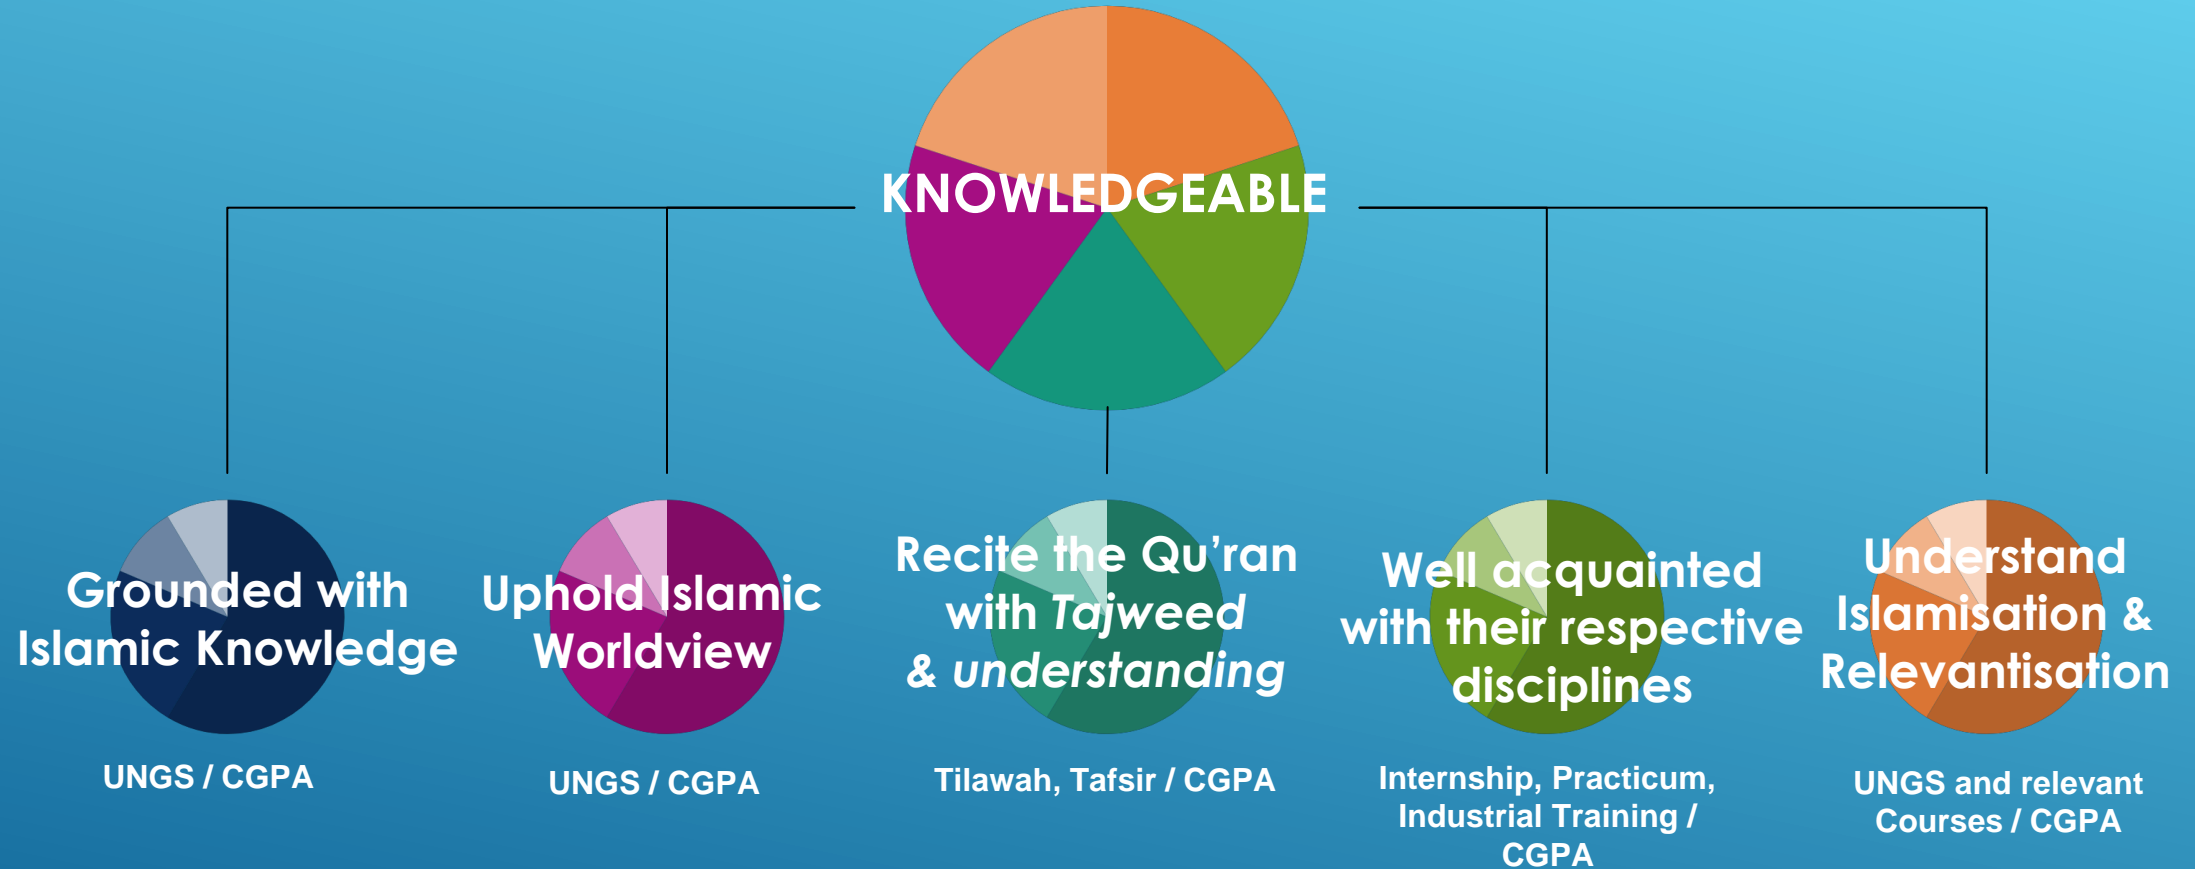 KNOWLEDGEABLE
Grounded with
Islamic Knowledge
UNGS / CGPA
Uphold Islamic
Worldview
UNGS / CGPA
Recite the Qu’ran
with Tajweed
& understanding
Tilawah, Tafsir / CGPA
Well acquainted
with their respective
disciplines
Internship, Practicum,
Industrial Training /
CGPA
Understand
Islamisation &
Relevantisation
UNGS and relevant
Courses / CGPA